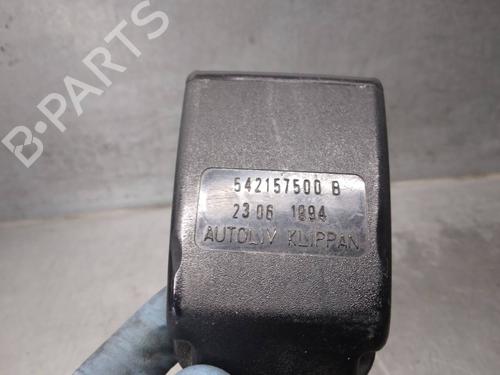 B-PARTS
542157500 B
23 06 1994
AUTOLIV KLIPPAN